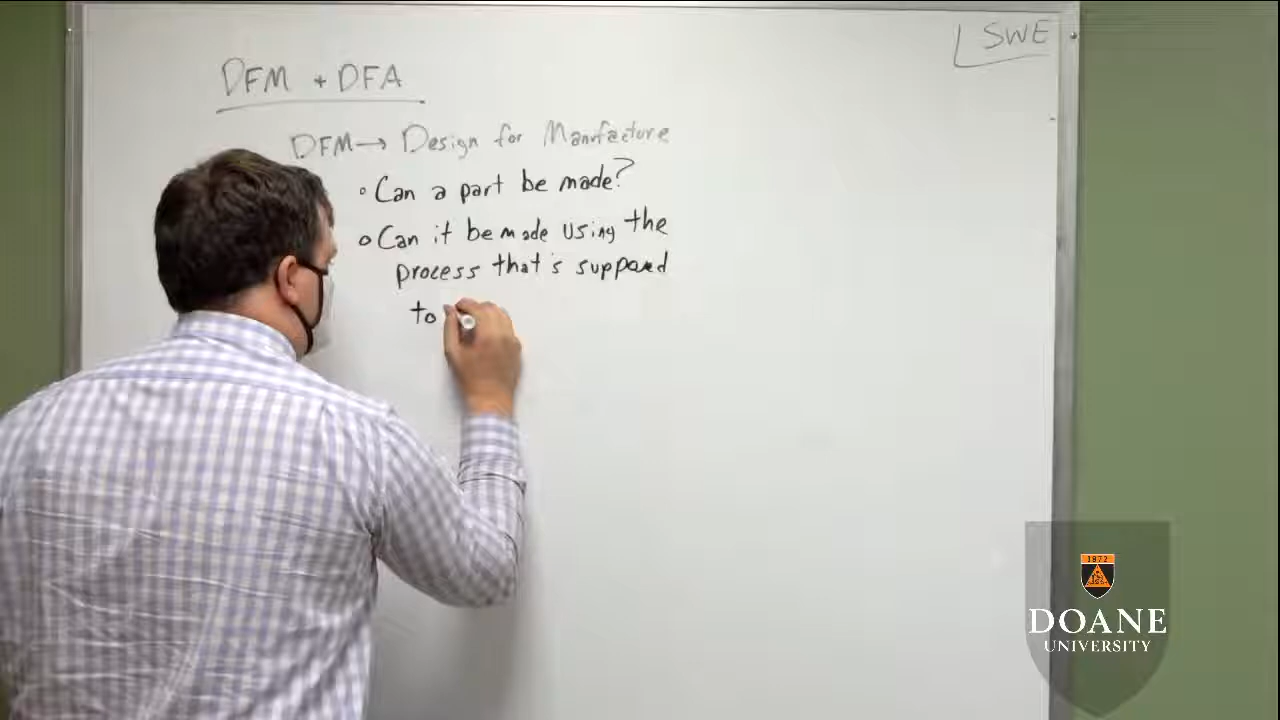 DFM + DFA
SWE
DFM → Design for Manufacture
◦ Can a part be made?
◦ Can it be made using the
process that's supposed
to
1872
DOANE
UNIVERSITY